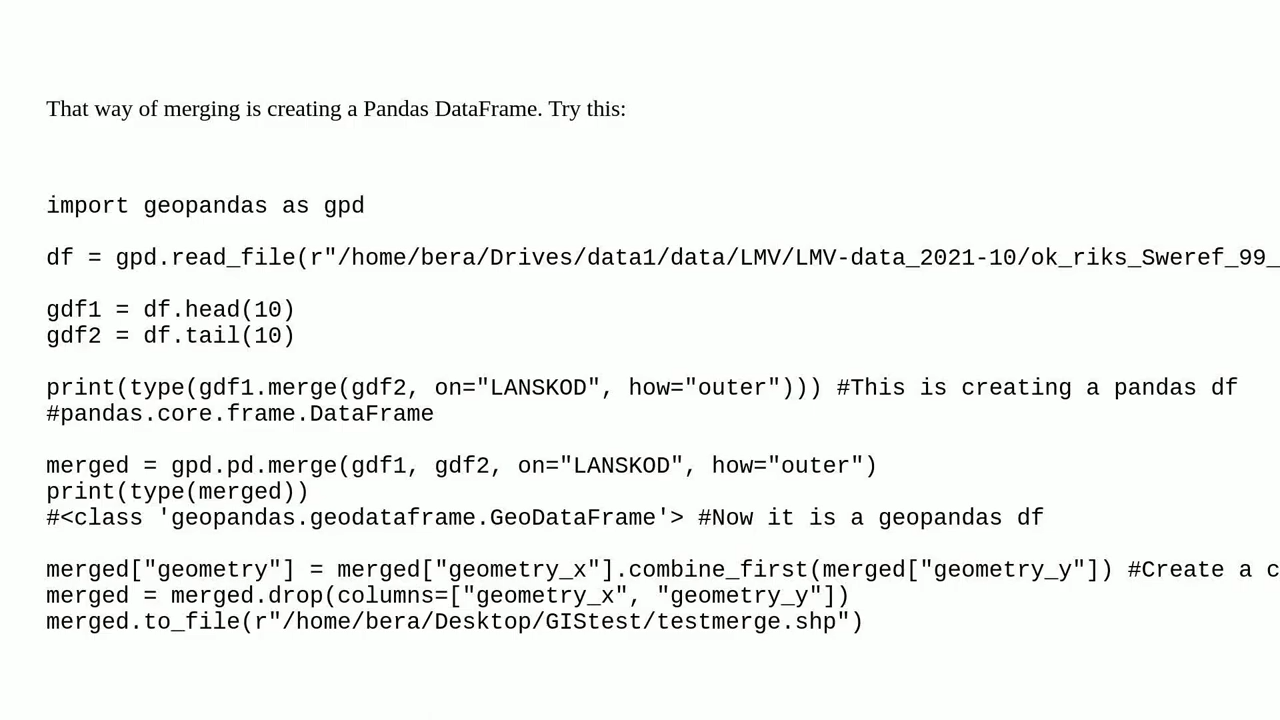 That way of merging is creating a Pandas DataFrame. Try this:
import geopandas as gpd
df = gpd.read_file(r"/home/bera/Drives/data1/data/LMV/LMV-data_2021-10/ok_riks_Sweref_99_
gdf1 = df.head(10)
gdf2 = df.tail(10)
print(type(gdf1.merge(gdf2, on="LANSKOD", how="outer"))) #This is creating a pandas df
#pandas.core.frame.DataFrame
merged = gpd.pd.merge(gdf1, gdf2, on="LANSKOD", how="outer")
print(type(merged))
#<class 'geopandas.geodataframe.GeoDataFrame'> #Now it is a geopandas df
merged["geometry"] = merged["geometry_x"].combine_first(merged["geometry_y"]) #Create a c
merged = merged.drop(columns=["geometry_x", "geometry_y"])
merged.to_file(r"/home/bera/Desktop/GIStest/testmerge.shp")